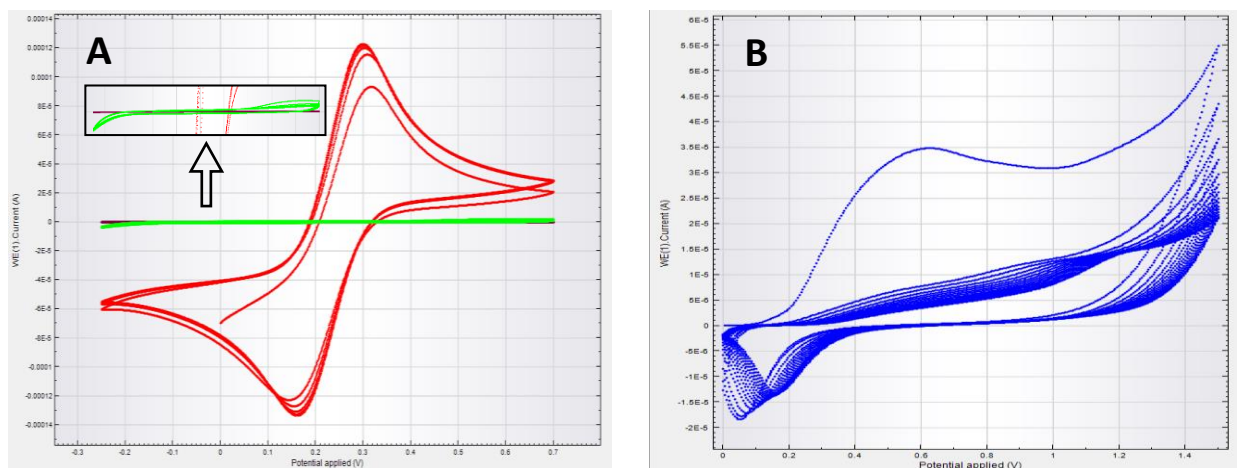 A
0.00014
0.00012
0.0001
8E-5
6E-5
4E-5
2E-5
0
-2E-5
-4E-5
-6E-5
-8E-5
-0.0001
-0.00012
-0.00014
WE(1).Current (A)
-0.3 -0.2 -0.1 0 0.1 0.2 0.3 0.4 0.5 0.6 0.7
Potential applied (V)
B
6E-5
5.5E-5
5E-5
4.5E-5
4E-5
3.5E-5
3E-5
2.5E-5
2E-5
1.5E-5
1E-5
5E-6
0
-5E-6
-1E-5
-1.5E-5
-2E-5
WE(1).Current (A)
0 0.2 0.4 0.6 0.8 1 1.2 1.4
Potential applied (V)